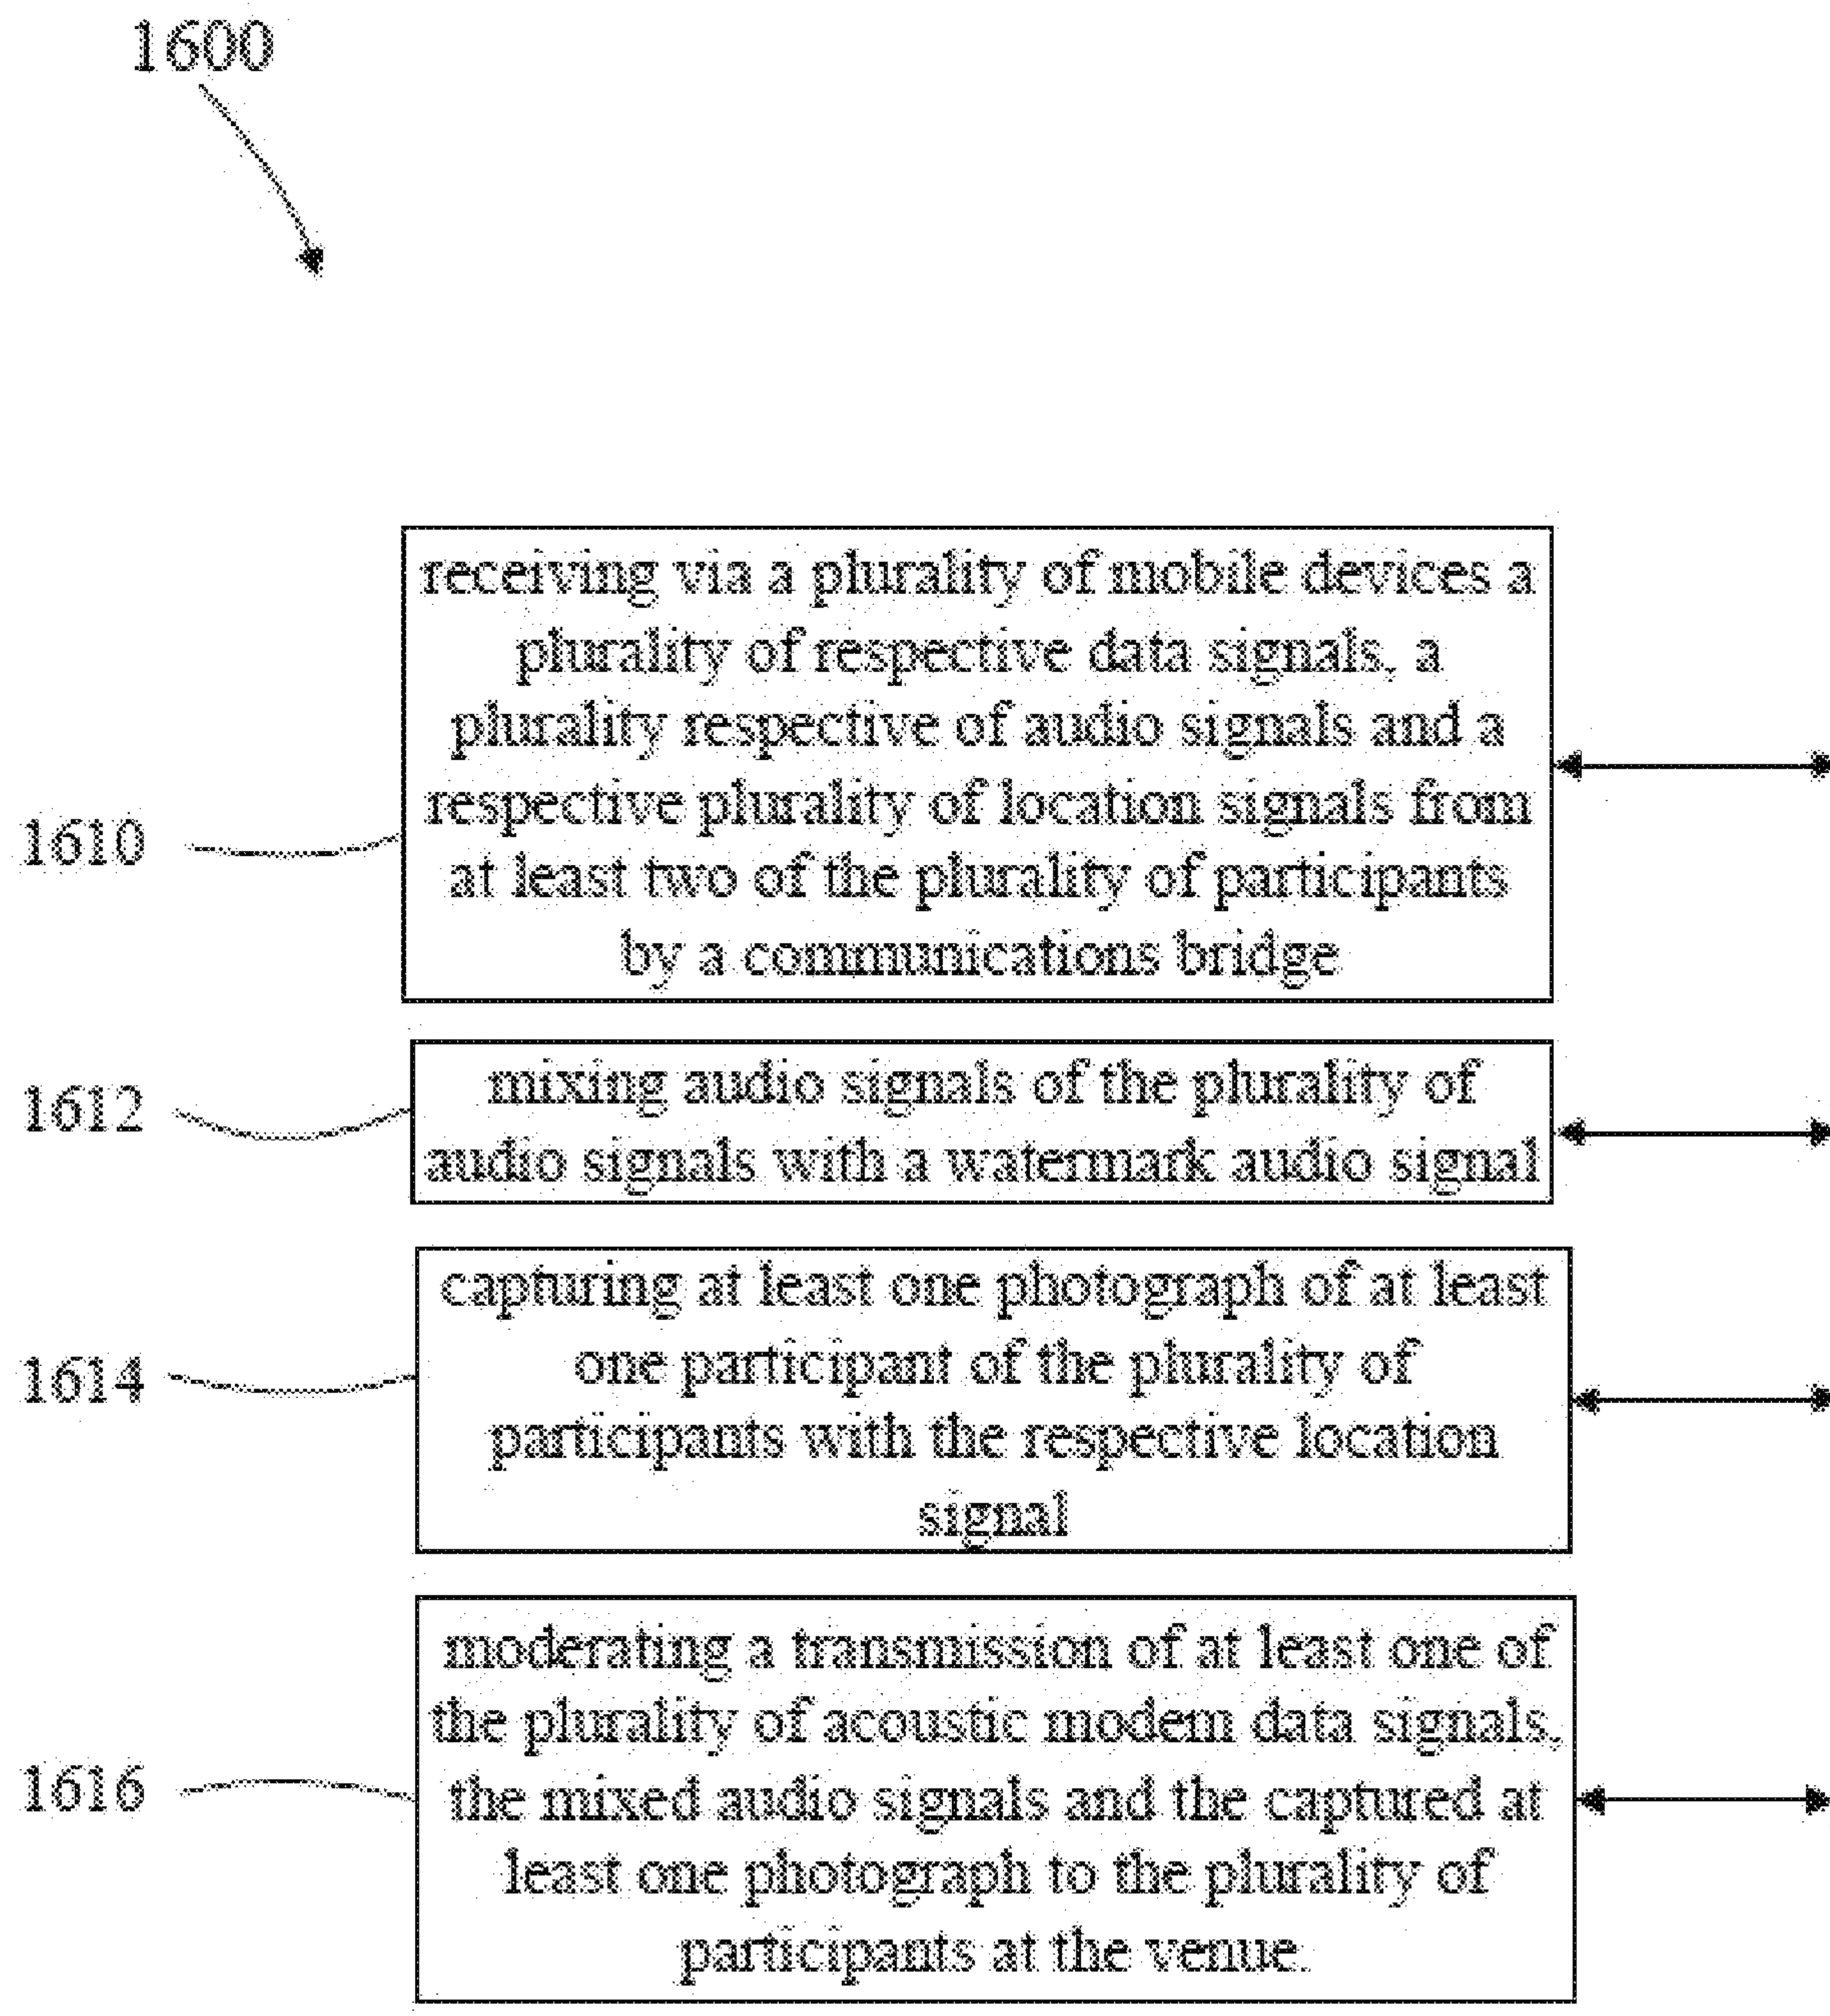 1600
receiving via a plurality of mobile devices a
plurality of respective data signals, a
plurality respective of audio signals and a
respective plurality of location signals from
at least two of the plurality of participants
by a communications bridge
1610
mixing audio signals of the plurality of
audio signals with a watermark audio signal
1612
capturing at least one photograph of at least
one participant of the plurality of
participants with the respective location
signal
1614
moderating a transmission of at least one of
the plurality of acoustic modem data signals,
the mixed audio signals and the captured at
least one photograph to the plurality of
participants at the venue.
1616